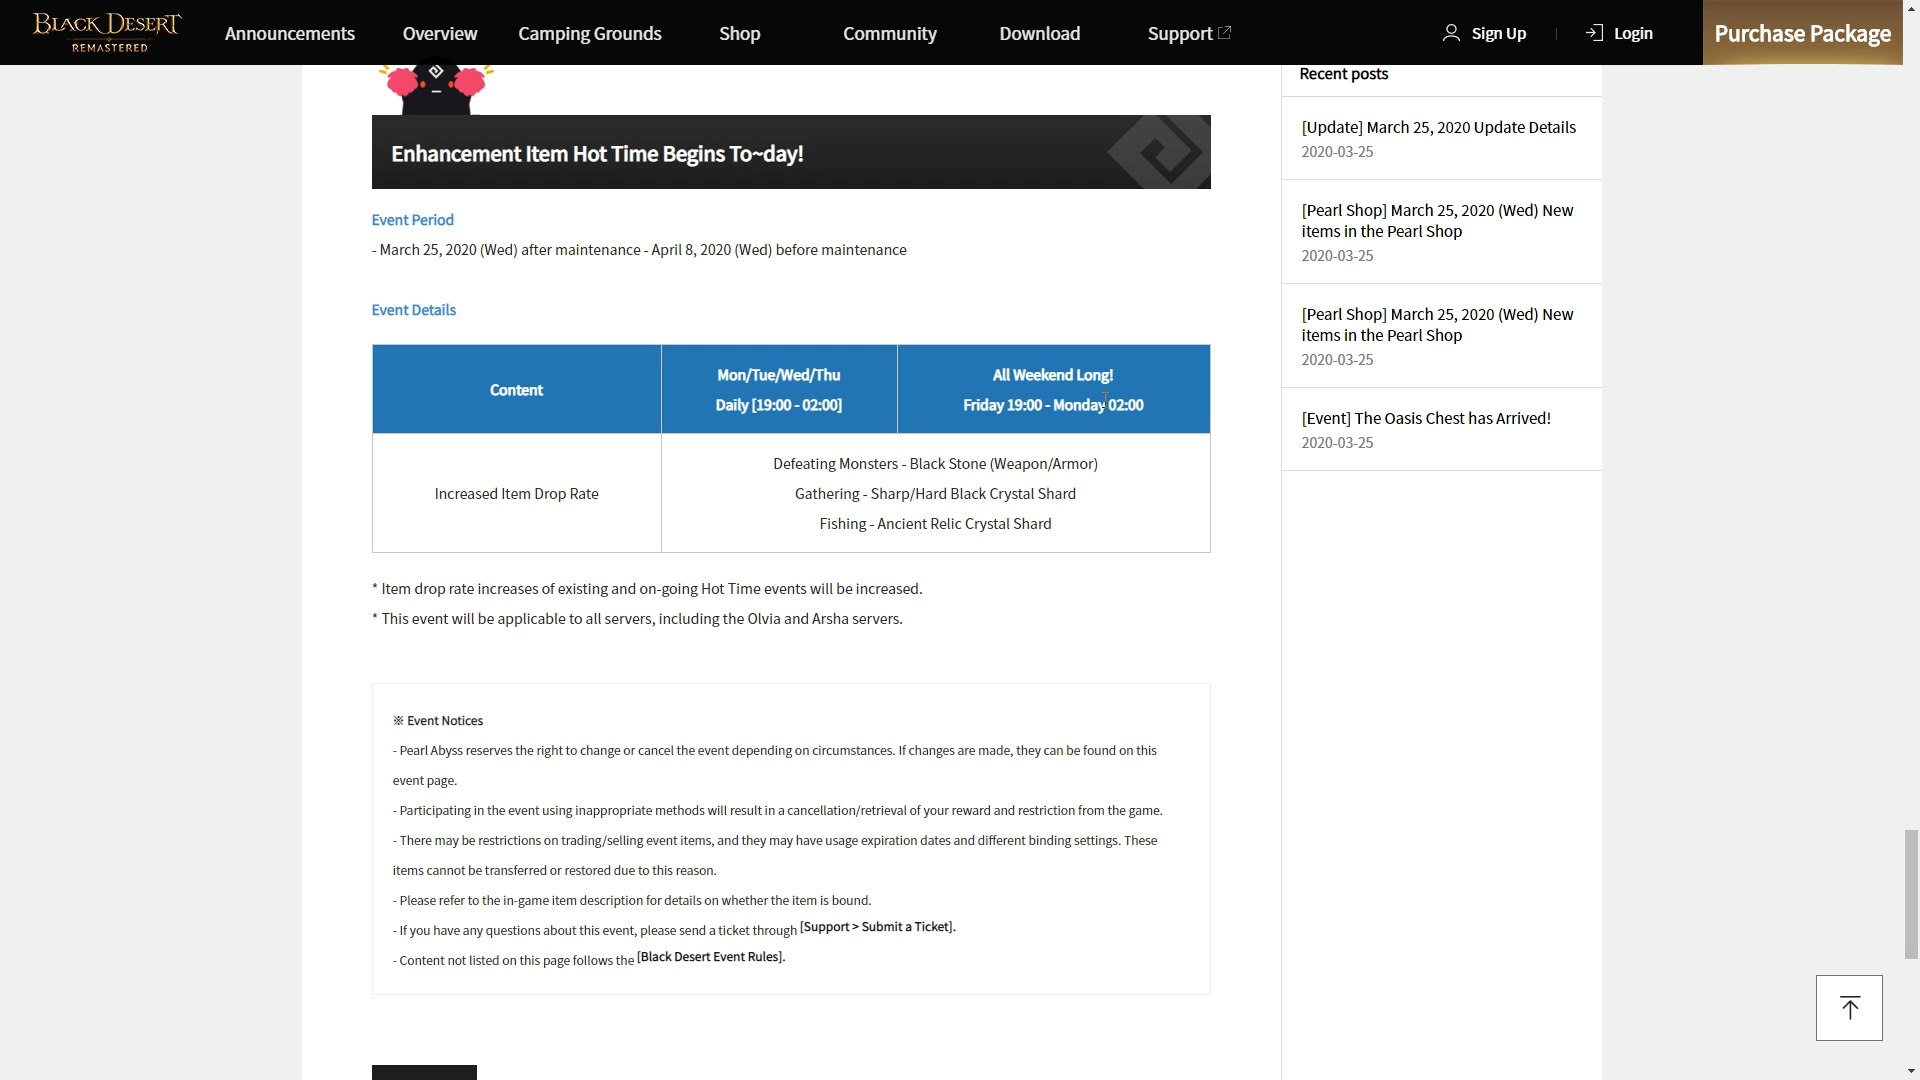 BLACK DESERT
REMASTERED
Announcements
Overview
Camping Grounds
Shop
Community
Download
Support
Sign Up
Login
Purchase Package
Enhancement Item Hot Time Begins To~day!
Event Period
- March 25, 2020 (Wed) after maintenance - April 8, 2020 (Wed) before maintenance
Event Details
Content
Mon/Tue/Wed/Thu
Daily [19:00 - 02:00]
All Weekend Long!
Friday 19:00 - Monday 02:00
Increased Item Drop Rate
Defeating Monsters - Black Stone (Weapon/Armor)
Gathering - Sharp/Hard Black Crystal Shard
Fishing - Ancient Relic Crystal Shard
* Item drop rate increases of existing and on-going Hot Time events will be increased.
* This event will be applicable to all servers, including the Olvia and Arsha servers.
※ Event Notices
- Pearl Abyss reserves the right to change or cancel the event depending on circumstances. If changes are made, they can be found on this
event page.
- Participating in the event using inappropriate methods will result in a cancellation/retrieval of your reward and restriction from the game.
- There may be restrictions on trading/selling event items, and they may have usage expiration dates and different binding settings. These
items cannot be transferred or restored due to this reason.
- Please refer to the in-game item description for details on whether the item is bound.
- If you have any questions about this event, please send a ticket through [Support > Submit a Ticket].
- Content not listed on this page follows the [Black Desert Event Rules].
Recent posts
[Update] March 25, 2020 Update Details
2020-03-25
[Pearl Shop] March 25, 2020 (Wed) New
items in the Pearl Shop
2020-03-25
[Pearl Shop] March 25, 2020 (Wed) New
items in the Pearl Shop
2020-03-25
[Event] The Oasis Chest has Arrived!
2020-03-25